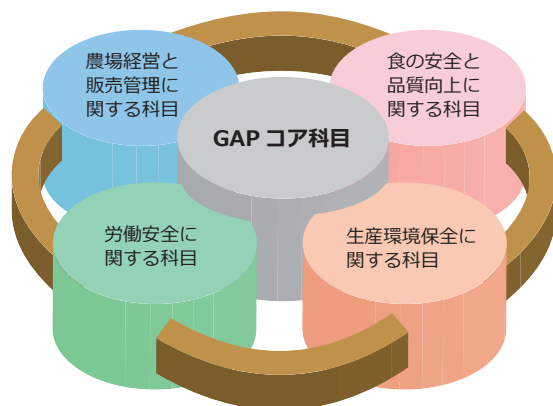 農場経営と
販売管理に
関する科目
食の安全と
品質向上に
関する科目
GAP コア科目
労働安全に
関する科目
生産環境保全に
関する科目